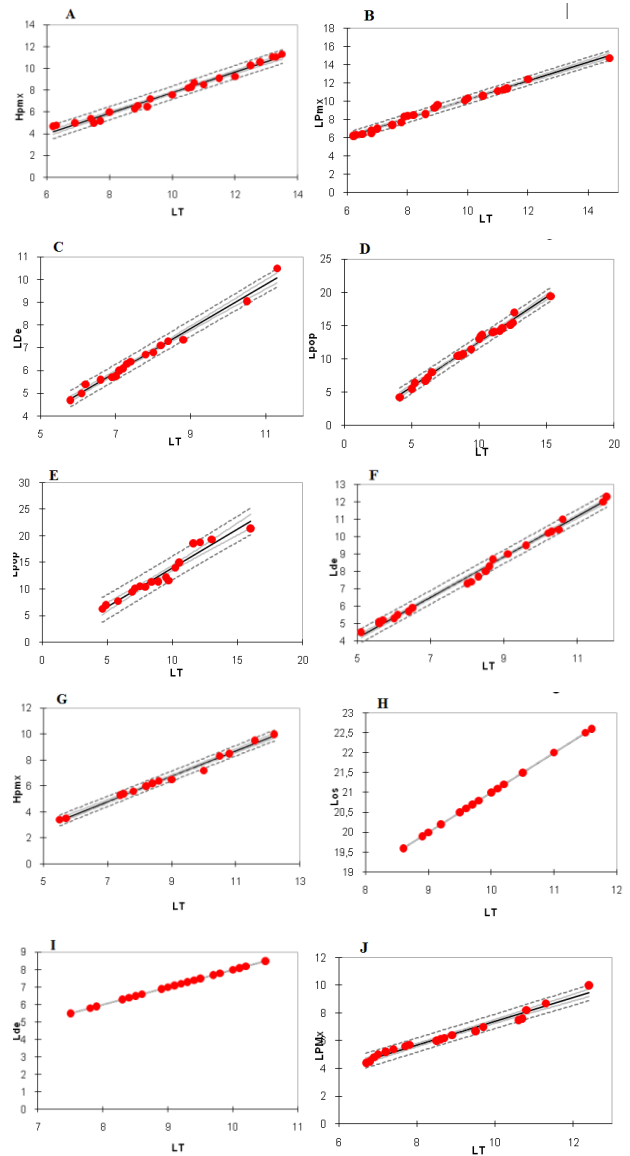 A
Hpmx
14
12
10
8
6
4
2
0
6 8 10 12 14
LT
B
LPmx
18
16
14
12
10
8
6
4
2
0
6 8 10 12 14
LT
C
LDe
11
10
9
8
7
6
5
4
5 7 9 11
LT
D
Lpop
25
20
15
10
5
0
0 5 10 15 20
LT
E
Lpop
30
25
20
15
10
5
0
0 5 10 15 20
LT
F
Lde
13
12
11
10
9
8
7
6
5
4
5 7 9 11
LT
G
Hpmx
12
10
8
6
4
2
0
5 7 9 11 13
LT
H
Los
23
22,5
22
21,5
21
20,5
20
19,5
19
8 9 10 11 12
LT
I
Lde
9
8
7
6
5
4
3
2
1
0
7 8 9 10 11
LT
J
LPMx
12
10
8
6
4
2
0
6 8 10 12
LT